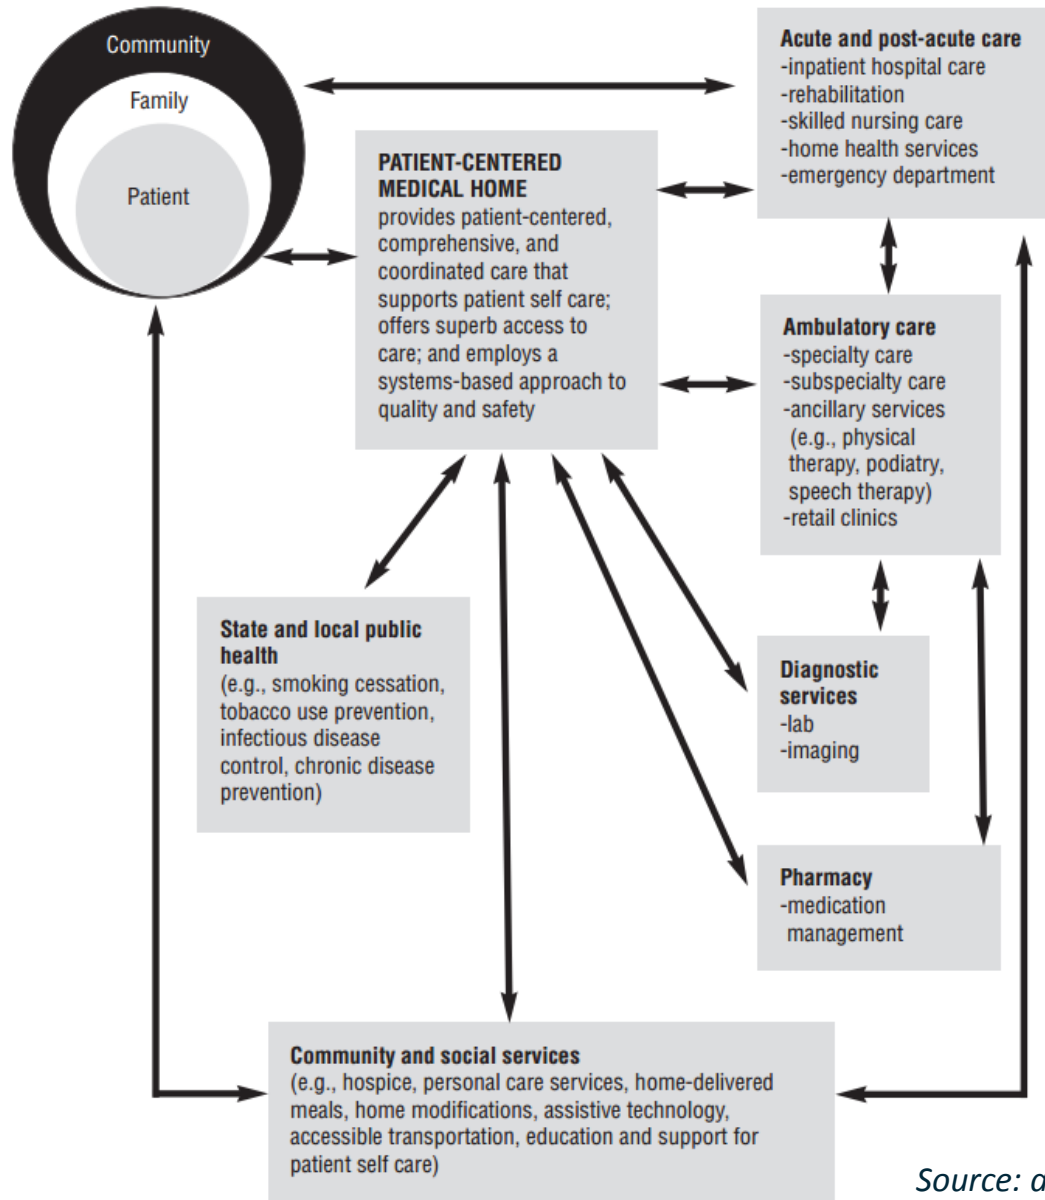 Community
Family
Patient
PATIENT-CENTERED
MEDICAL HOME
provides patient-centered,
comprehensive, and
coordinated care that
supports patient self care;
offers superb access to
care; and employs a
systems-based approach to
quality and safety
Acute and post-acute care
-inpatient hospital care
-rehabilitation
-skilled nursing care
-home health services
-emergency department
Ambulatory care
-specialty care
-subspecialty care
-ancillary services
(e.g., physical
therapy, podiatry,
speech therapy)
-retail clinics
State and local public
health
(e.g., smoking cessation,
tobacco use prevention,
infectious disease
control, chronic disease
prevention)
Diagnostic
services
-lab
-imaging
Pharmacy
-medication
management
Community and social services
(e.g., hospice, personal care services, home-delivered
meals, home modifications, assistive technology,
accessible transportation, education and support for
patient self care)
Source: